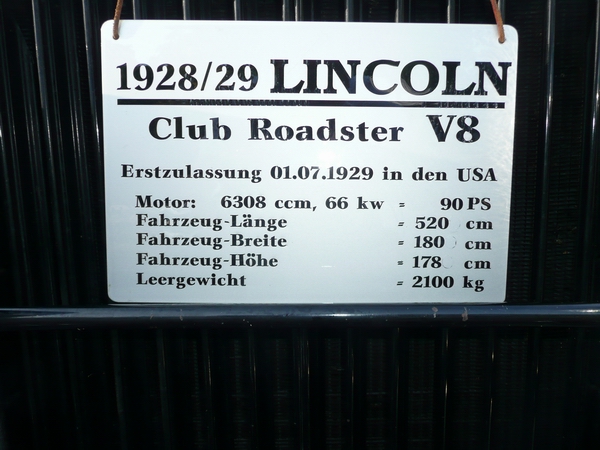 1928/29 LINCOLN
Club Roadster V8
Erstzulassung 01.07.1929 in den USA
Motor: 6308 ccm, 66 kw = 90 PS
Fahrzeug-Länge = 520 cm
Fahrzeug-Breite = 180 cm
Fahrzeug-Höhe = 178 cm
Leergewicht = 2100 kg